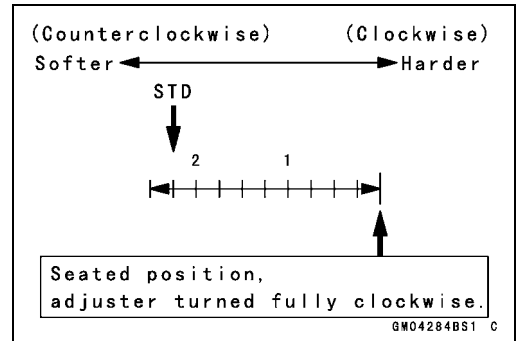 (Counterclockwise) (Clockwise)
Softer Harder
STD
2 1
Seated position,
adjuster turned fully clockwise.
GM04284BS1 C